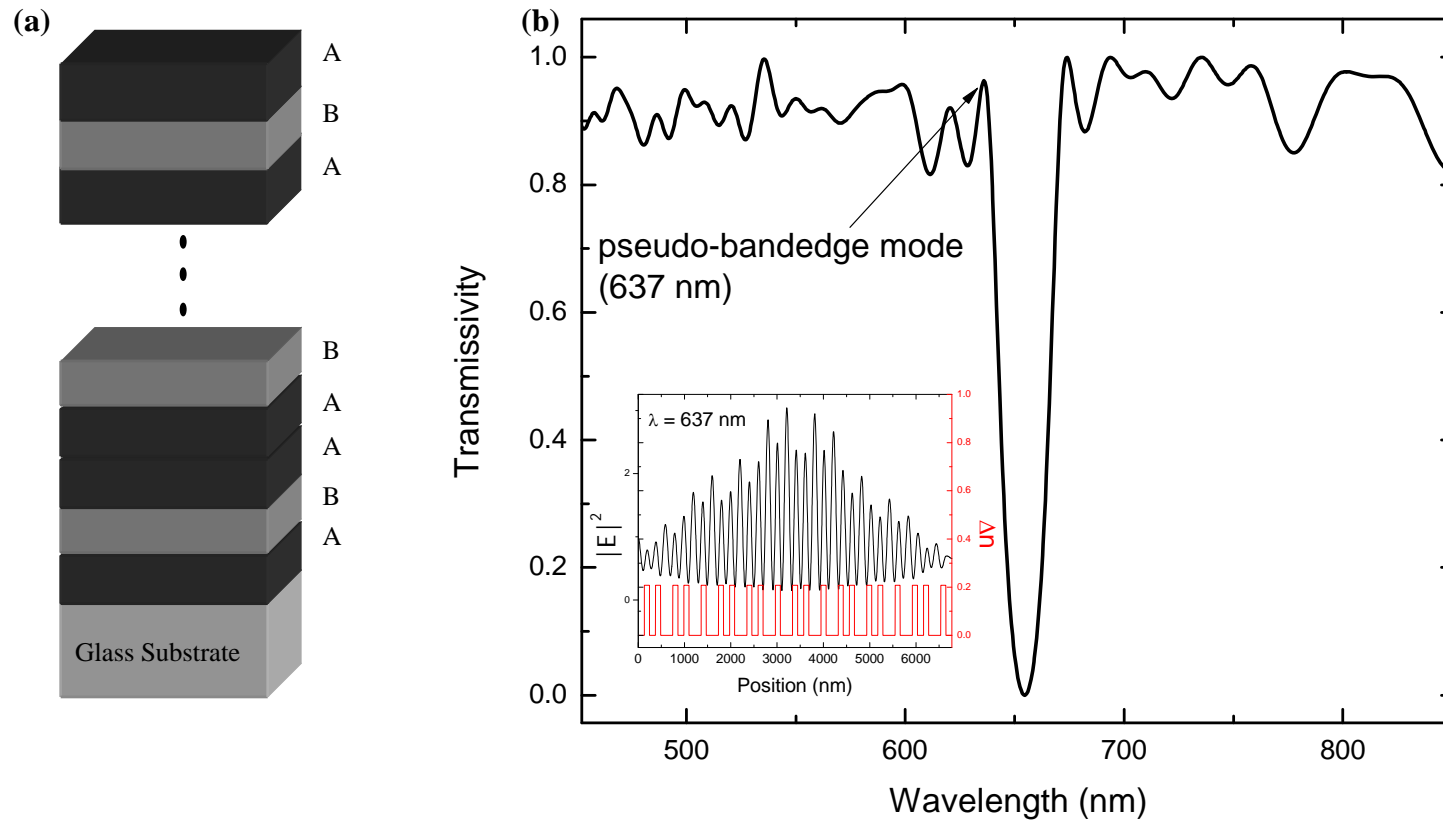 (a)
A
B
A
B
A
A
B
A
Glass Substrate
(b)
1.0
0.8
0.6
0.4
0.2
0.0
Transmissivity
500
600
700
800
Wavelength (nm)
pseudo-bandedge mode
(637 nm)
λ = 637 nm
|E|²
2
0
1.0
0.8
0.6
0.4
0.2
0.0
∇n
0
1000
2000
3000
4000
5000
6000
Position (nm)